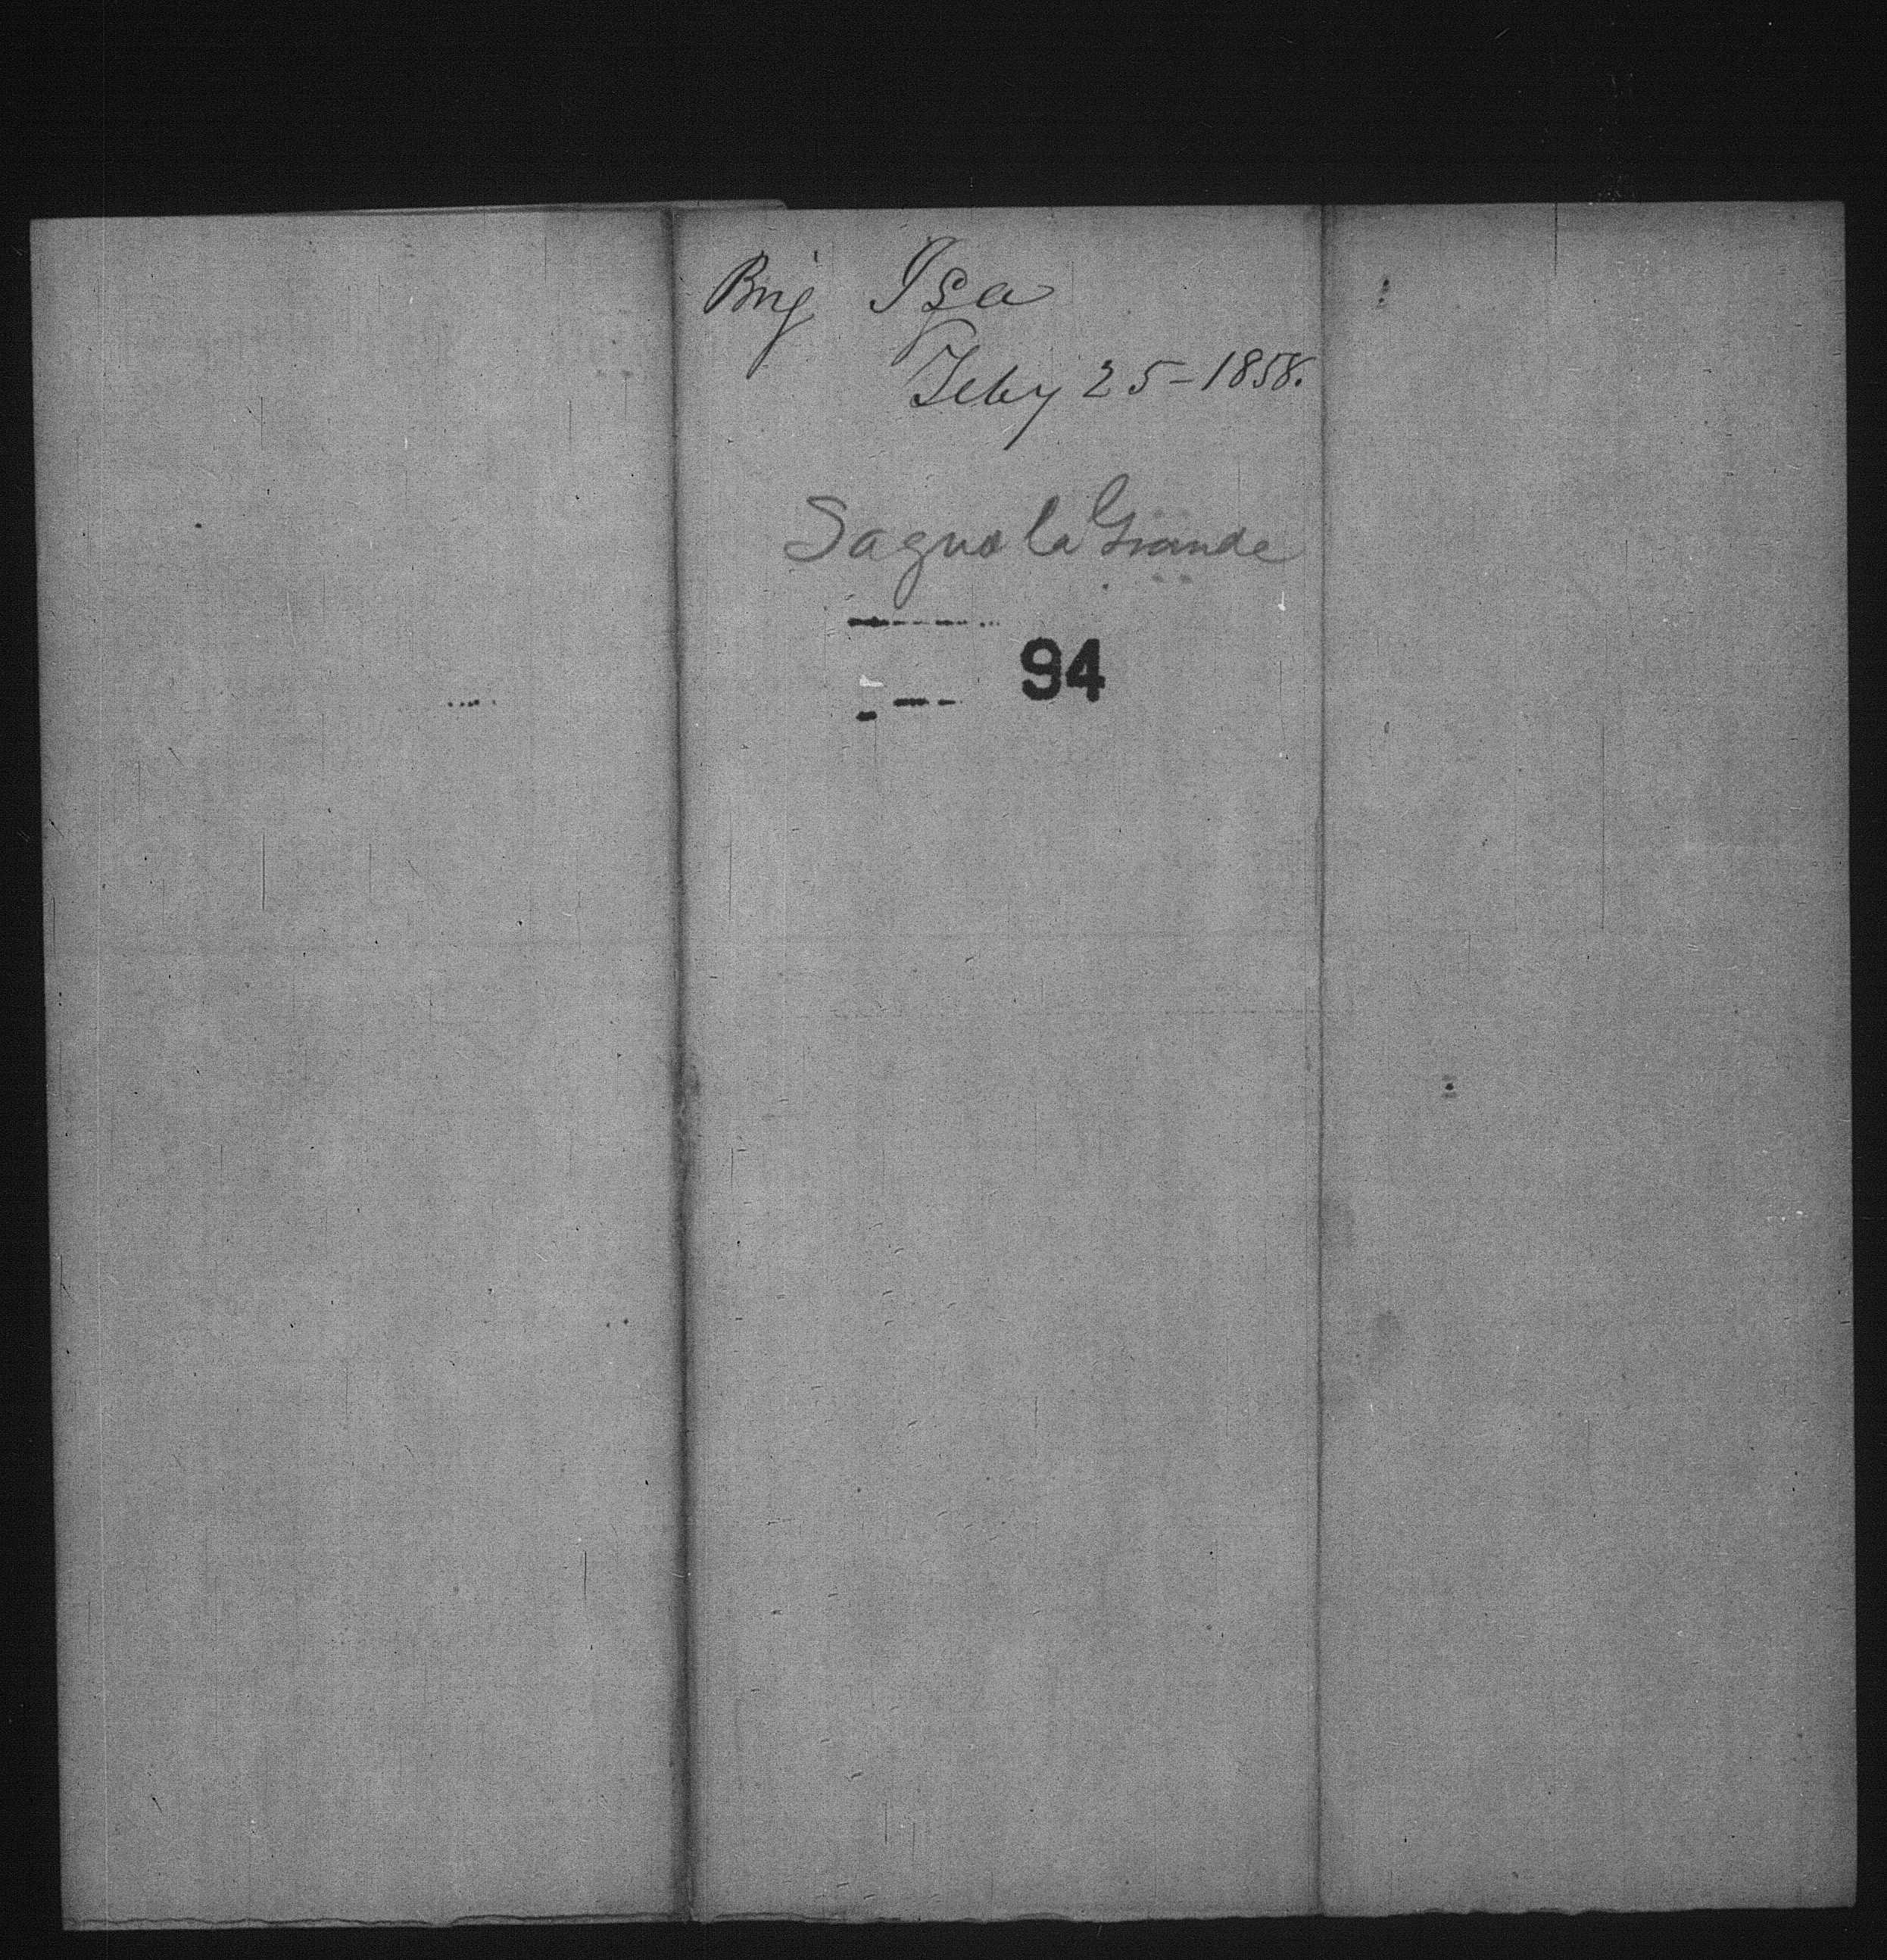 Brig Isa
Feby 25-1858.
Sagua la Grande
94